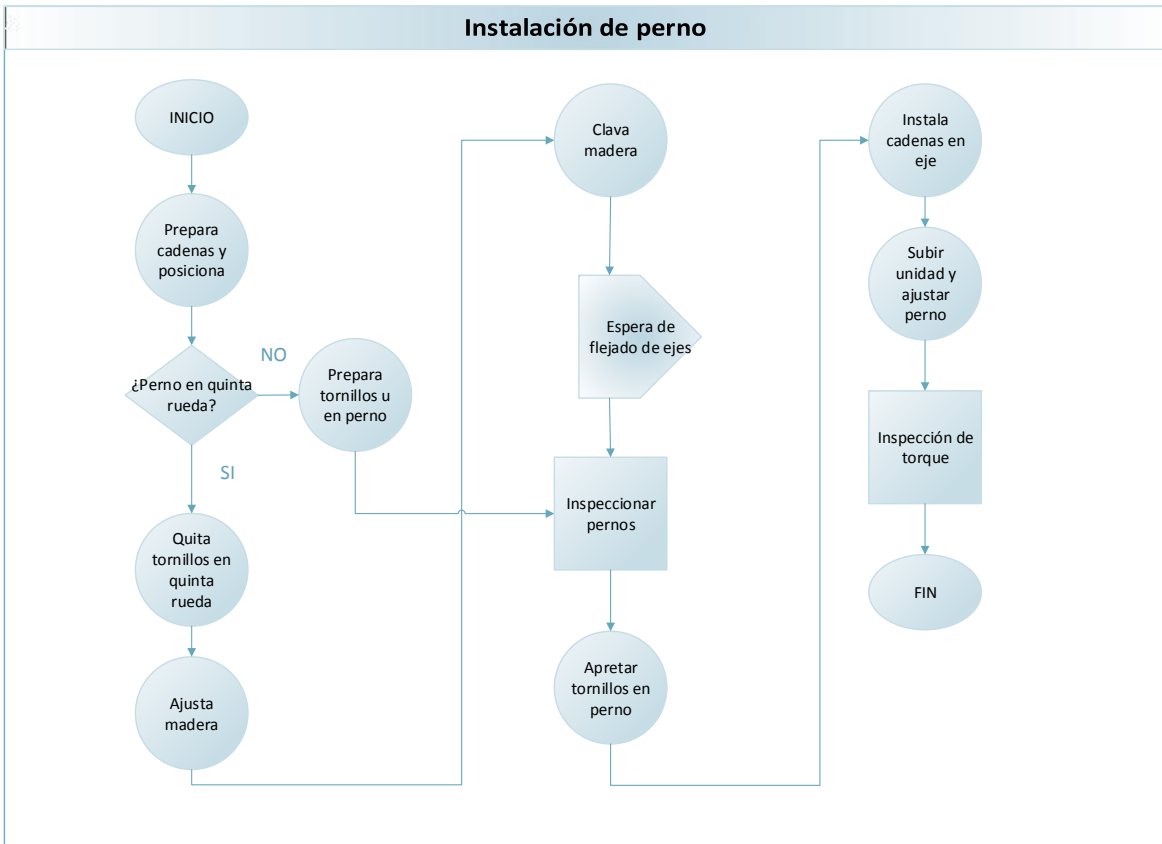 Instalación de perno
INICIO
Prepara
cadenas y
posiciona
¿Perno en quinta
rueda?
NO
Prepara
tornillos u
en perno
SI
Quita
tornillos en
quinta
rueda
Ajusta
madera
Clava
madera
Espera de
flejado de ejes
Inspeccionar
pernos
Apretar
tornillos en
perno
Instala
cadenas en
eje
Subir
unidad y
ajustar
perno
Inspección de
torque
FIN